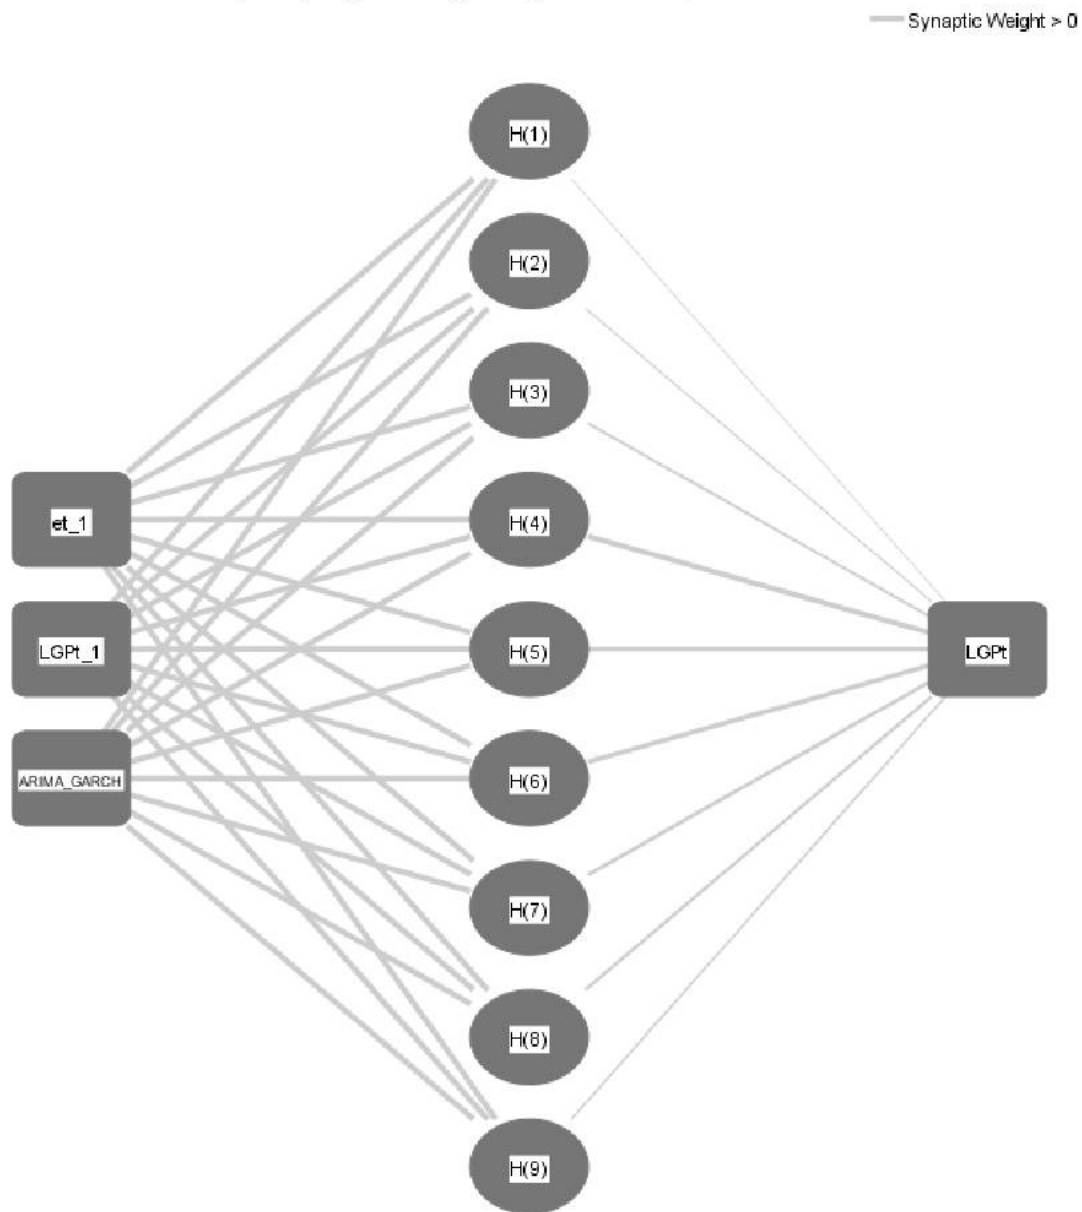 Synaptic Weight > 0
H(1)
H(2)
H(3)
et_1
H(4)
LGPt_1
H(5)
LGPt
ARIMA_GARCH
H(6)
H(7)
H(8)
H(9)